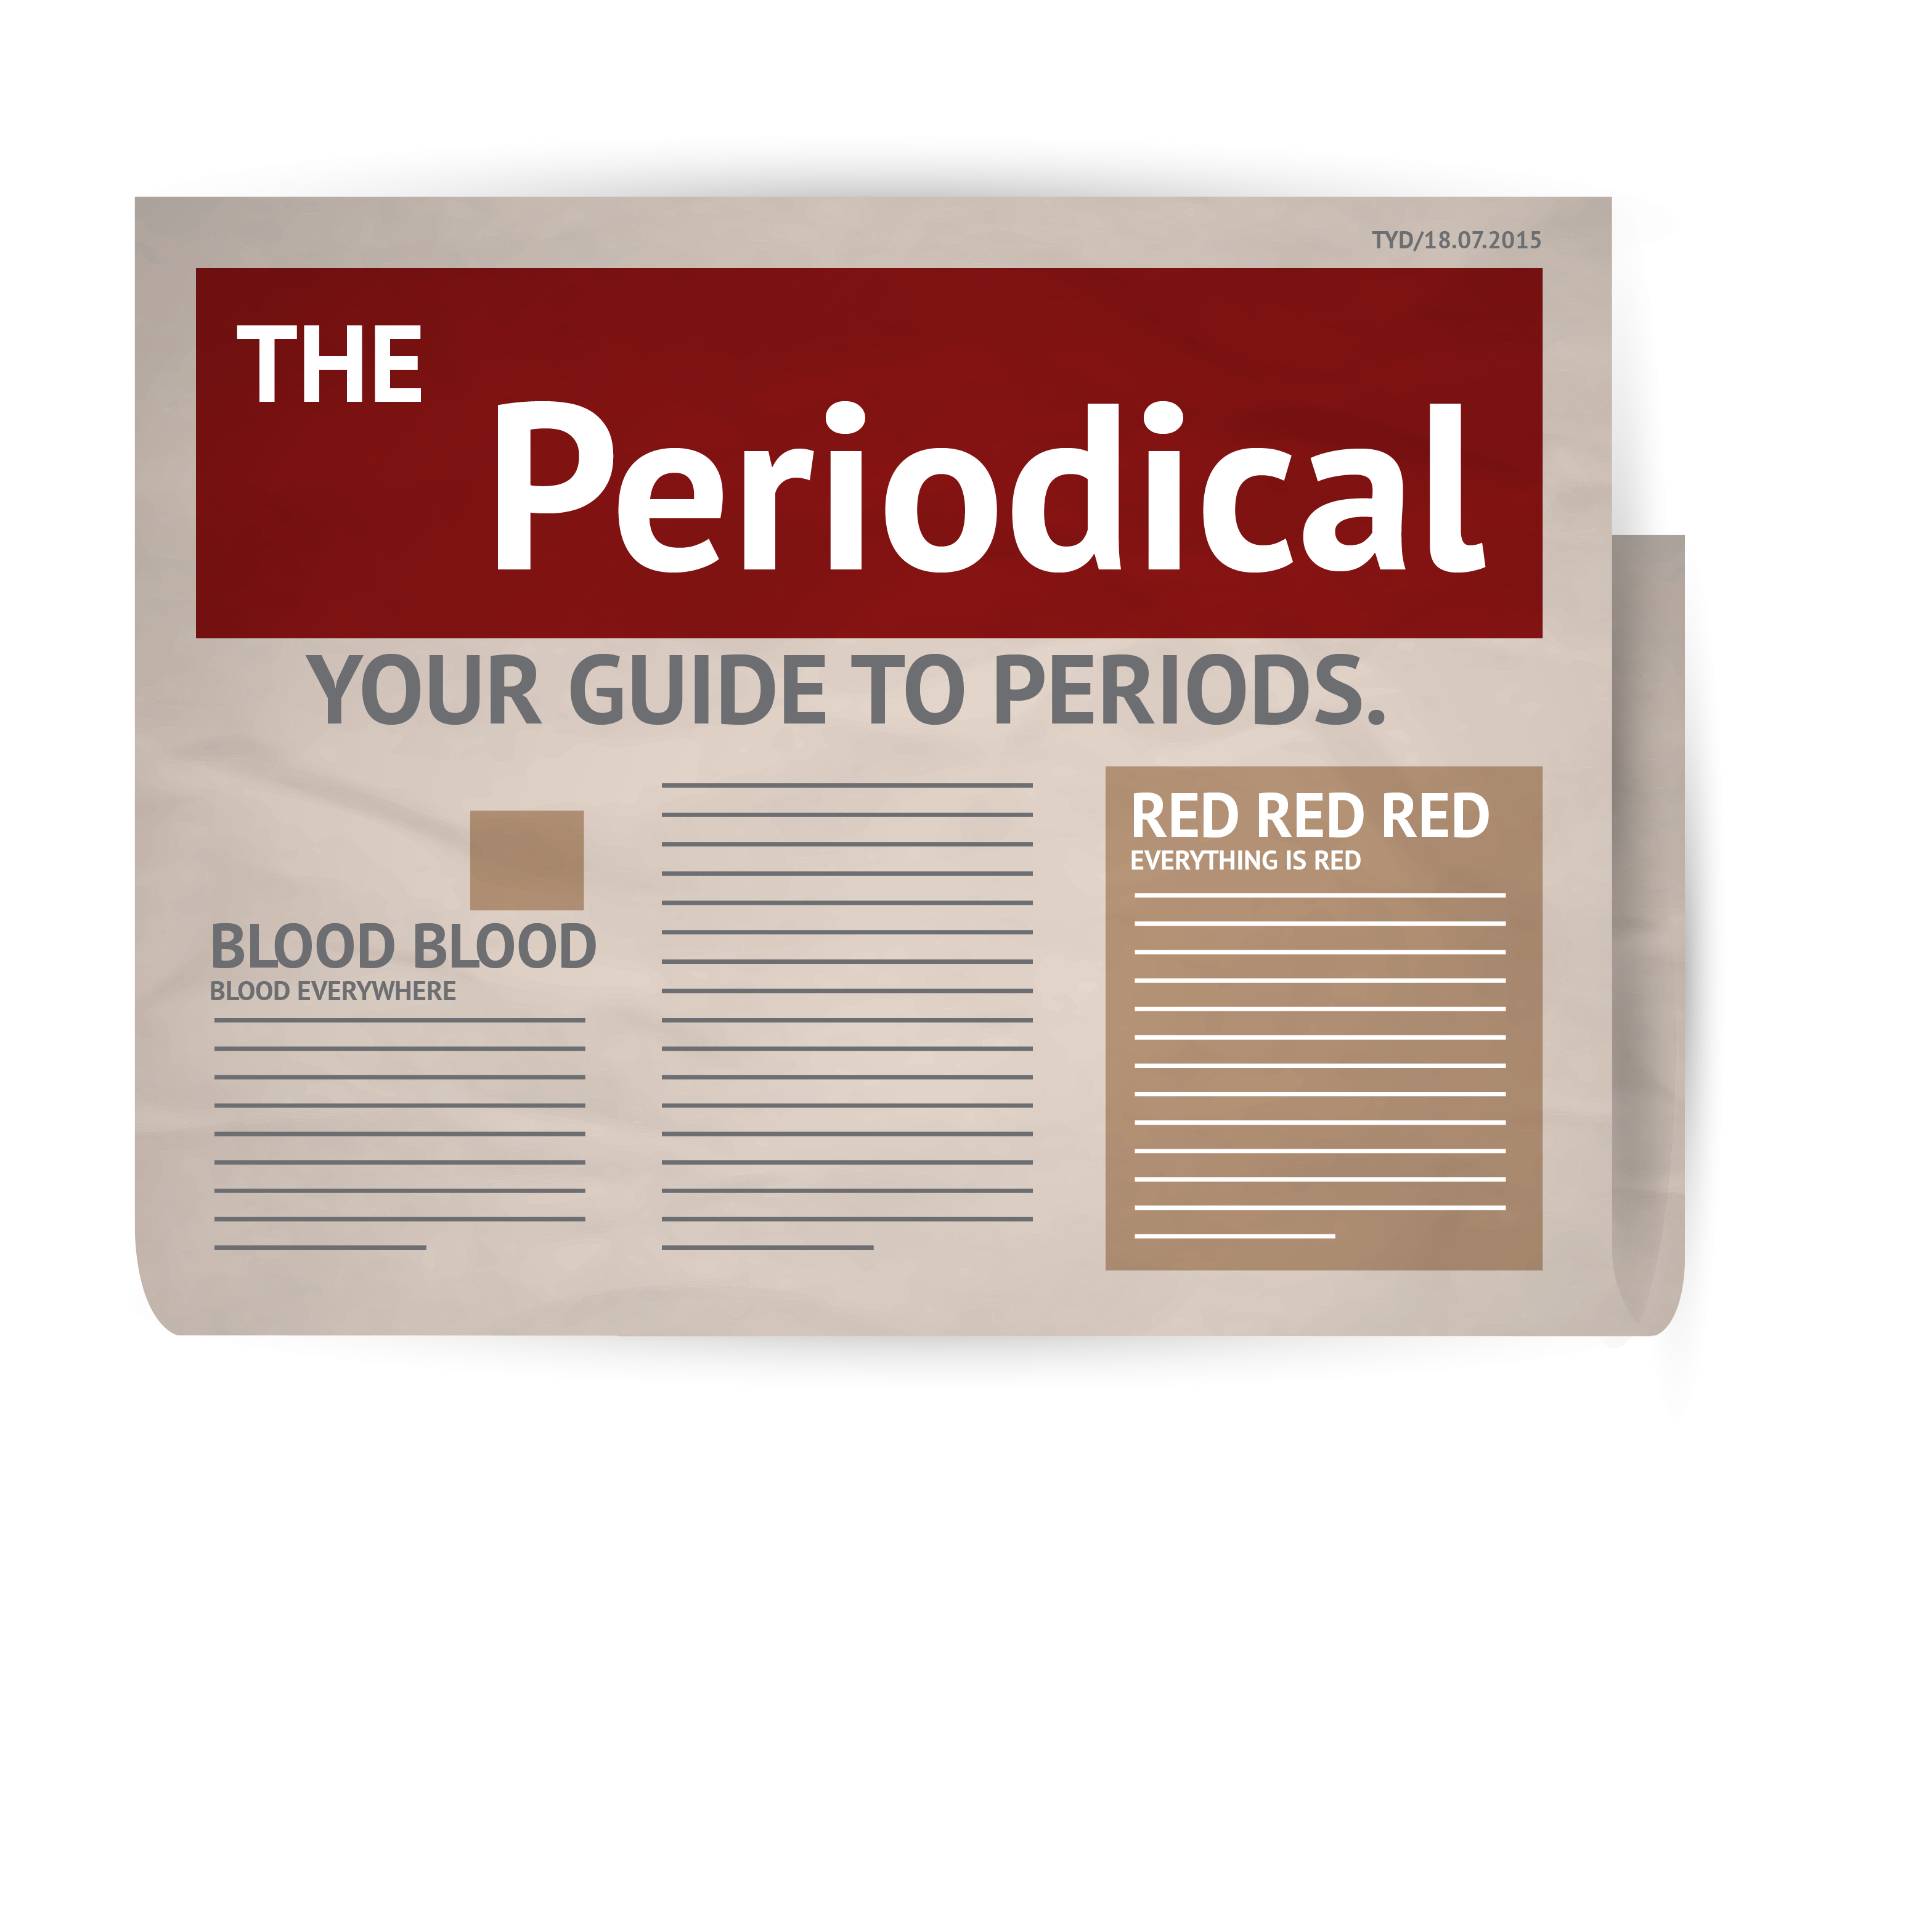 TYD/18.07.2015
THE
Periodical
YOUR GUIDE TO PERIODS.
BLOOD BLOOD
BLOOD EVERYWHERE
RED RED RED
EVERYTHING IS RED